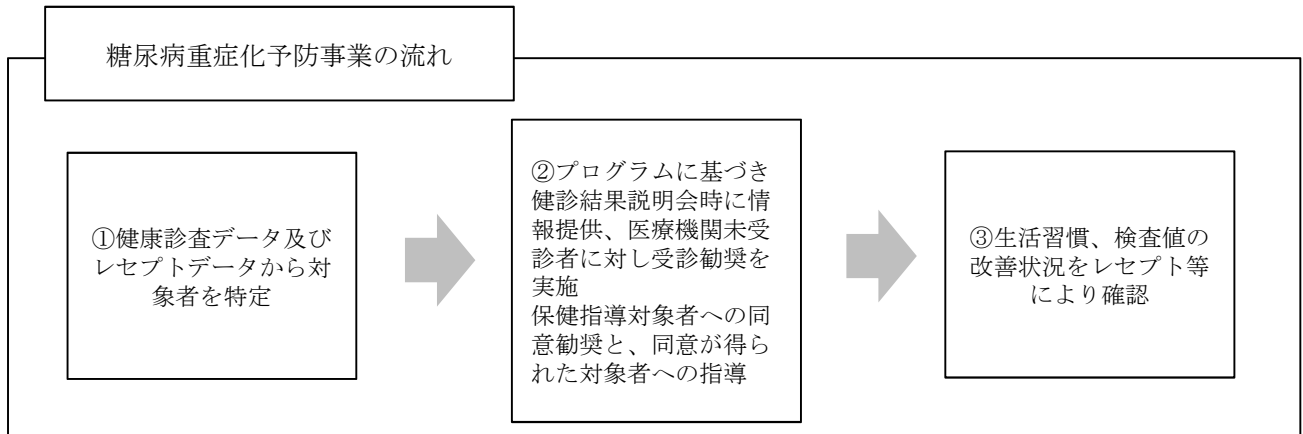 糖尿病重症化予防事業の流れ
①健康診査データ及び
レセプトデータから対
象者を特定
②プログラムに基づき
健診結果説明会時に情
報提供、医療機関未受
診者に対し受診勧奨を
実施
保健指導対象者への同
意勧奨と、同意が得ら
れた対象者への指導
③生活習慣、検査値の
改善状況をレセプト等
により確認